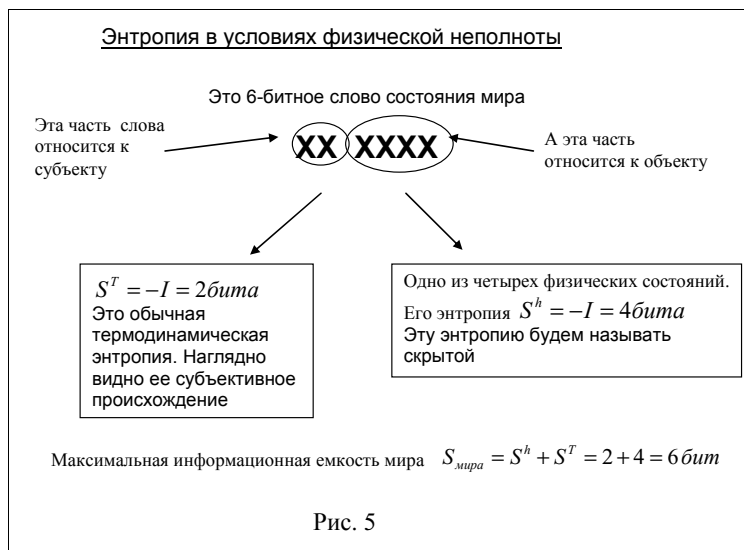 Энтропия в условиях физической неполноты
Это 6-битное слово состояния мира
Эта часть слова
относится к
субъекту
XX XXXX
А эта часть
относится к объекту
S^T = −I = 2бита
Это обычная
термодинамическая
энтропия. Наглядно
видно ее субъективное
происхождение
Одно из четырех физических состояний.
Его энтропия S^h = −I = 4бита
Эту энтропию будем называть
скрытой
Максимальная информационная емкость мира S_мира = S^h + S^T = 2 + 4 = 6 бит
Рис. 5